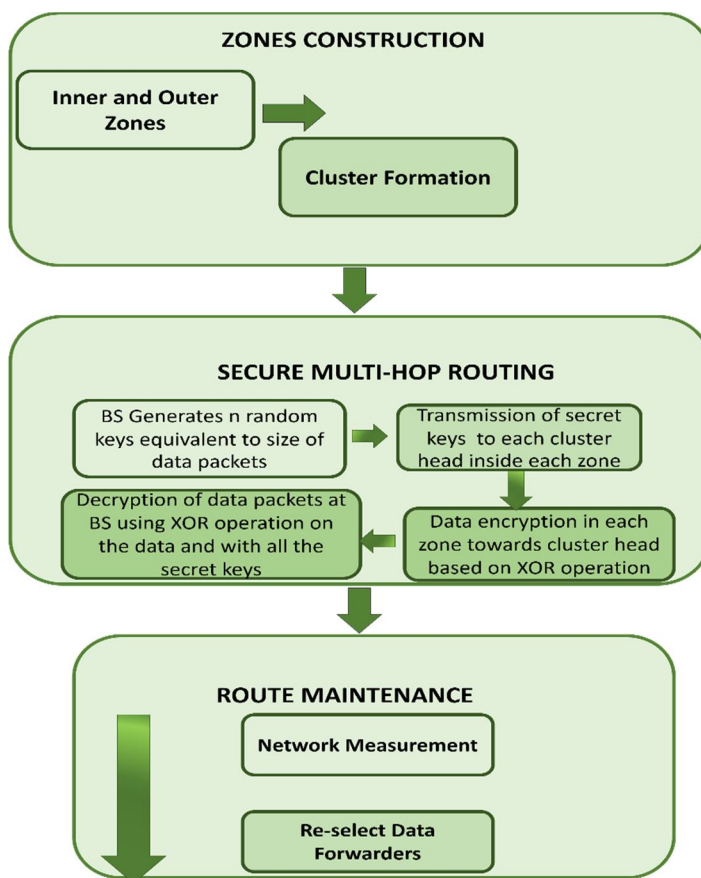 ZONES CONSTRUCTION
Inner and Outer
Zones
Cluster Formation
SECURE MULTI-HOP ROUTING
BS Generates n random
keys equivalent to size of
data packets
Transmission of secret
keys to each cluster
head inside each zone
Data encryption in each
zone towards cluster head
based on XOR operation
Decryption of data packets at
BS using XOR operation on
the data and with all the
secret keys
ROUTE MAINTENANCE
Network Measurement
Re-select Data
Forwarders